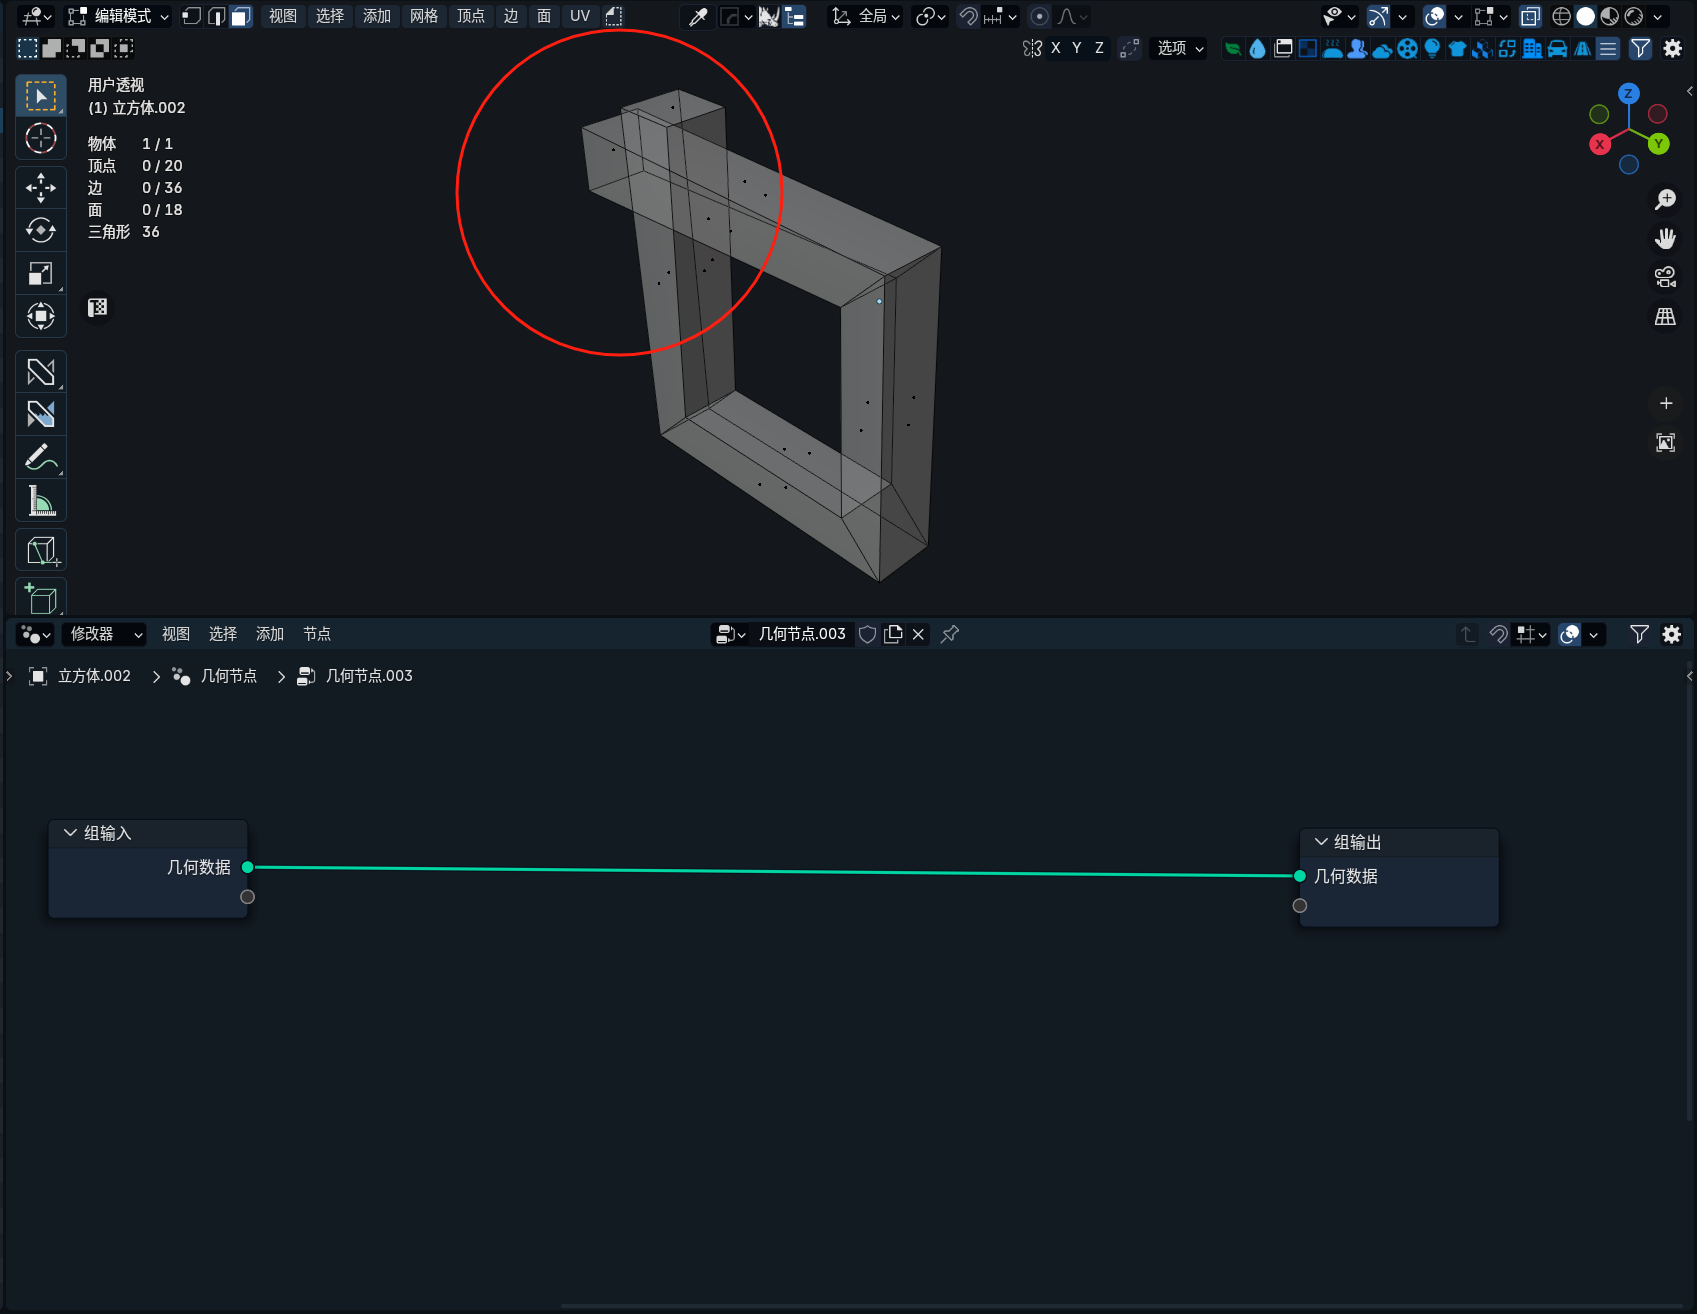 编辑模式 视图 选择 添加 网格 顶点 边 面 UV 全局
X Y Z 选项
用户透视
(1) 立方体.002
物体 1 / 1
顶点 0 / 20
边 0 / 36
面 0 / 18
三角形 36
Z
X
Y
修改器 视图 选择 添加 节点 几何节点.003
立方体.002 几何节点 几何节点.003
组输入
几何数据
组输出
几何数据